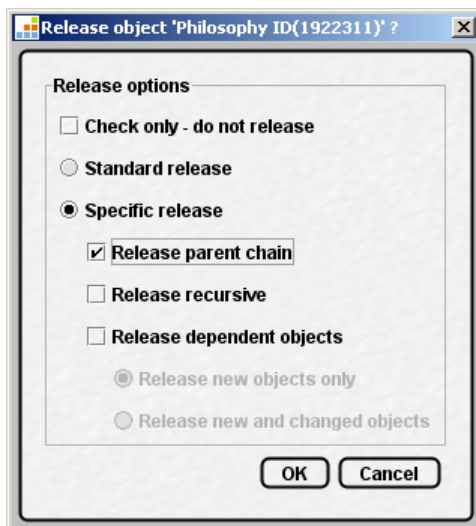 Release object 'Philosophy ID(1922311)' ?
Release options
Check only - do not release
Standard release
Specific release
Release parent chain
Release recursive
Release dependent objects
Release new objects only
Release new and changed objects
OK Cancel